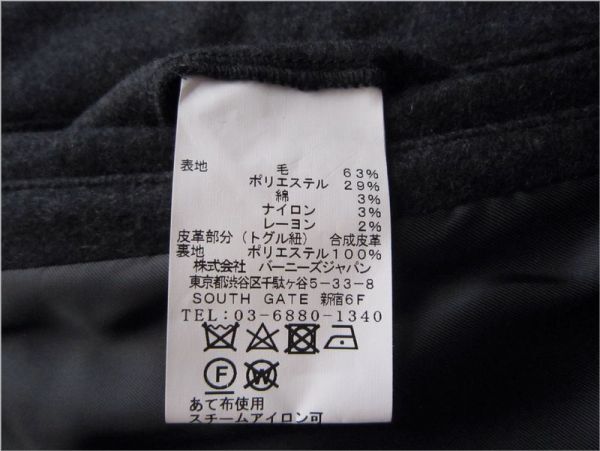 表地 毛 63%
ポリエステル 29%
綿 3%
ナイロン 3%
レーヨン 2%
皮革部分(トグル紐) 合成皮革
裏地 ポリエステル100%
株式会社 バーニーズジャパン
東京都渋谷区千駄ヶ谷5-33-8
SOUTH GATE 新宿6F
TEL:03-6880-1340
F W
あて布使用
スチームアイロン可